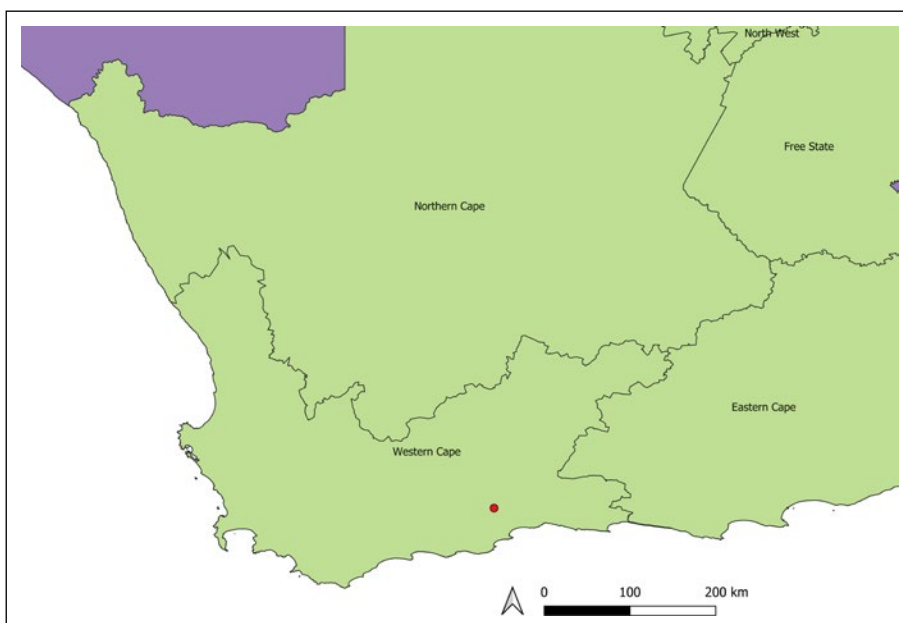 North West
Free State
Northern Cape
Eastern Cape
Western Cape
0 100 200 km